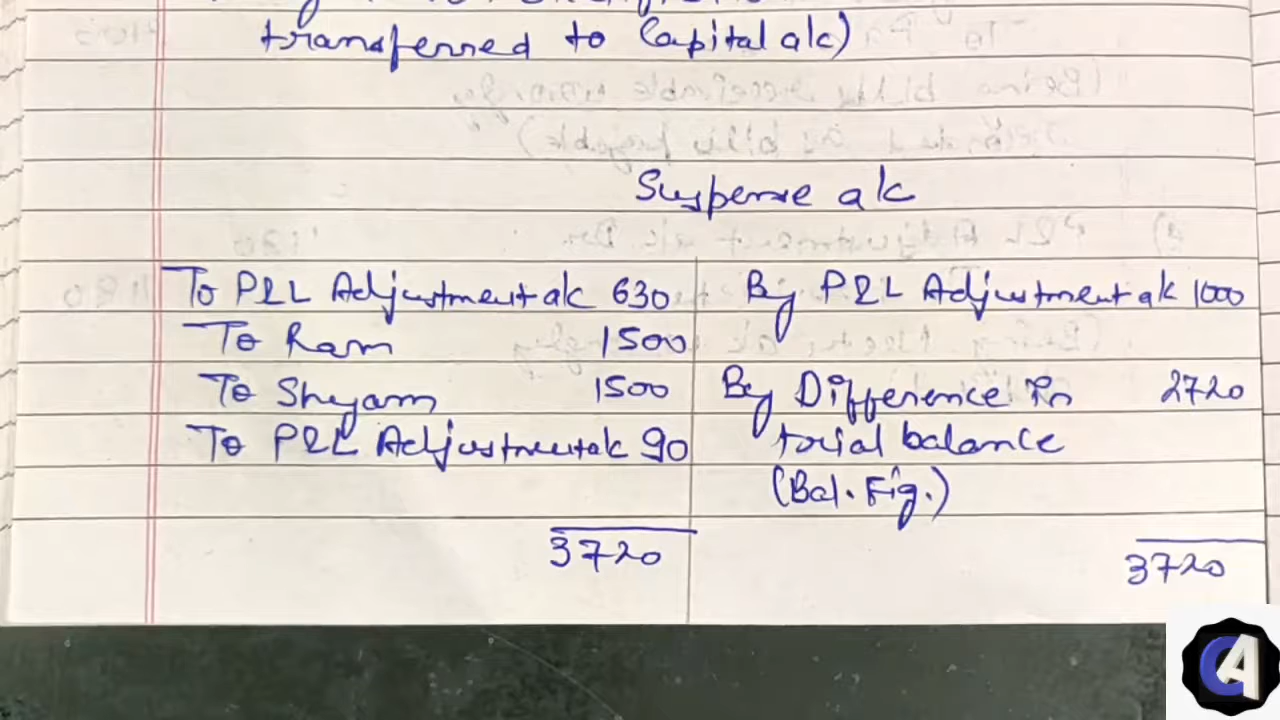 transferred to Capital a/c)
Suspense a/c
To P&L Adjustment a/c 630 By P&L Adjustment a/c 1000
To Ram 1500
To Shyam 1500 By Difference in 2720
To P&L Adjustment a/c 90 trial balance
(Bal. Fig.)
3720 3720
CA